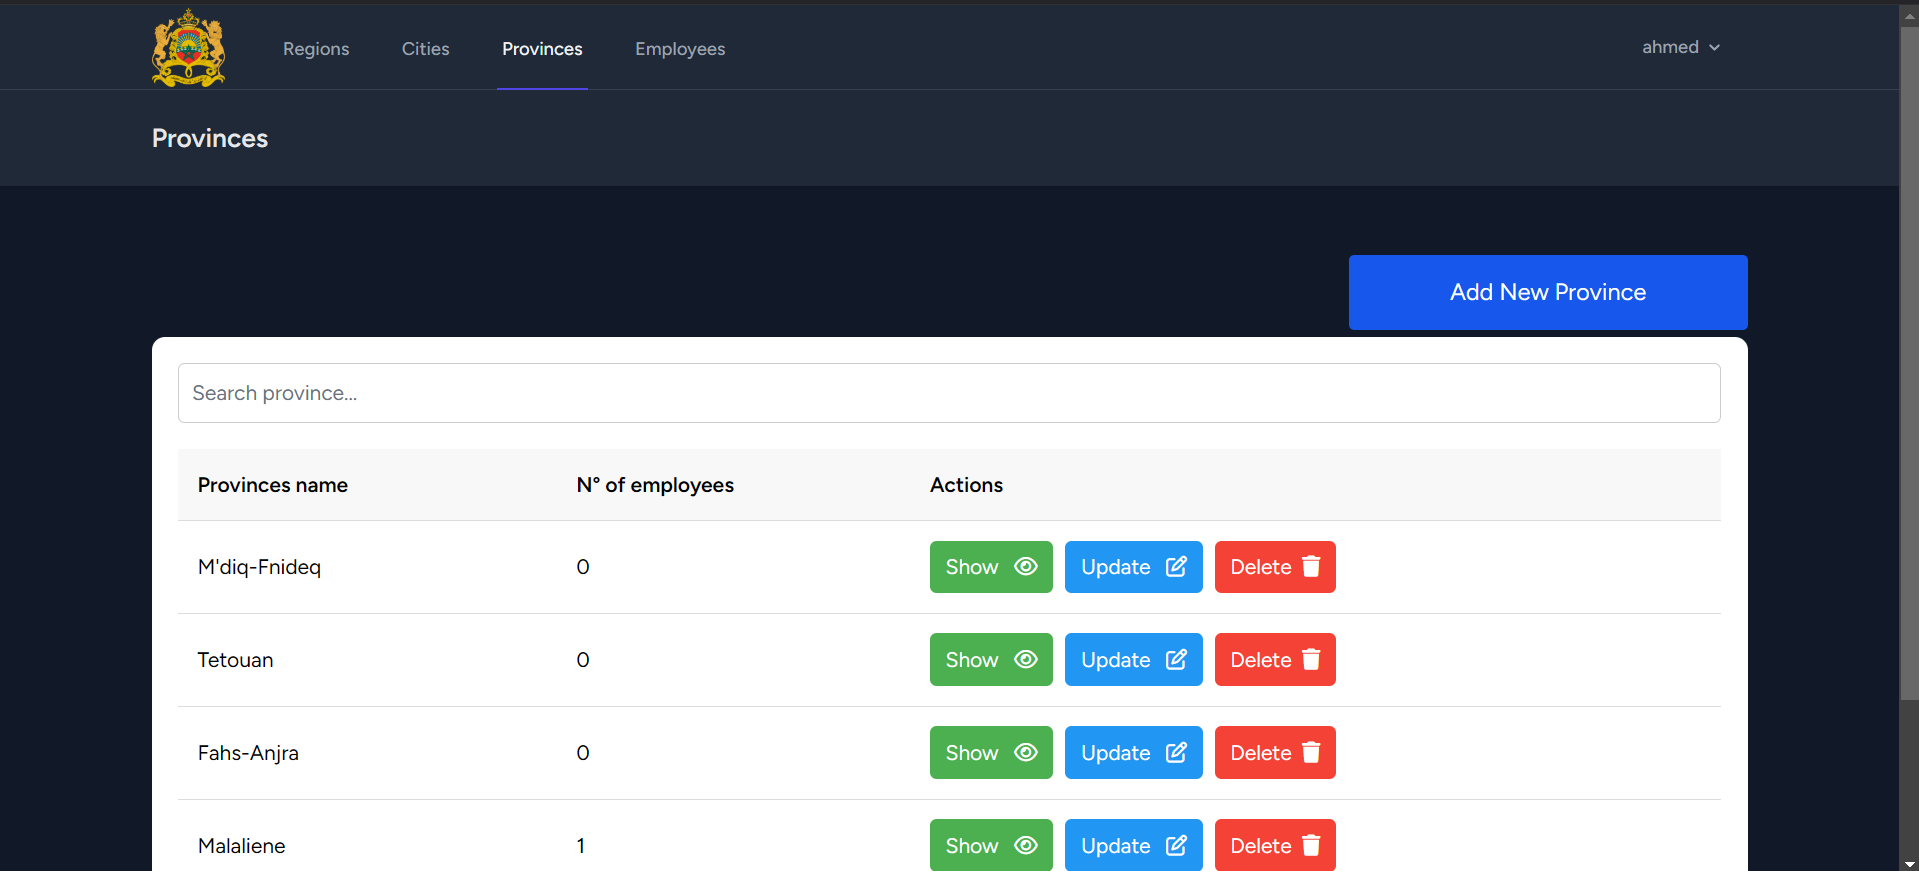 Regions Cities Provinces Employees ahmed
Provinces
Add New Province
Search province...
Provinces name N° of employees Actions
M'diq-Fnideq 0 Show Update Delete
Tetouan 0 Show Update Delete
Fahs-Anjra 0 Show Update Delete
Malaliene 1 Show Update Delete